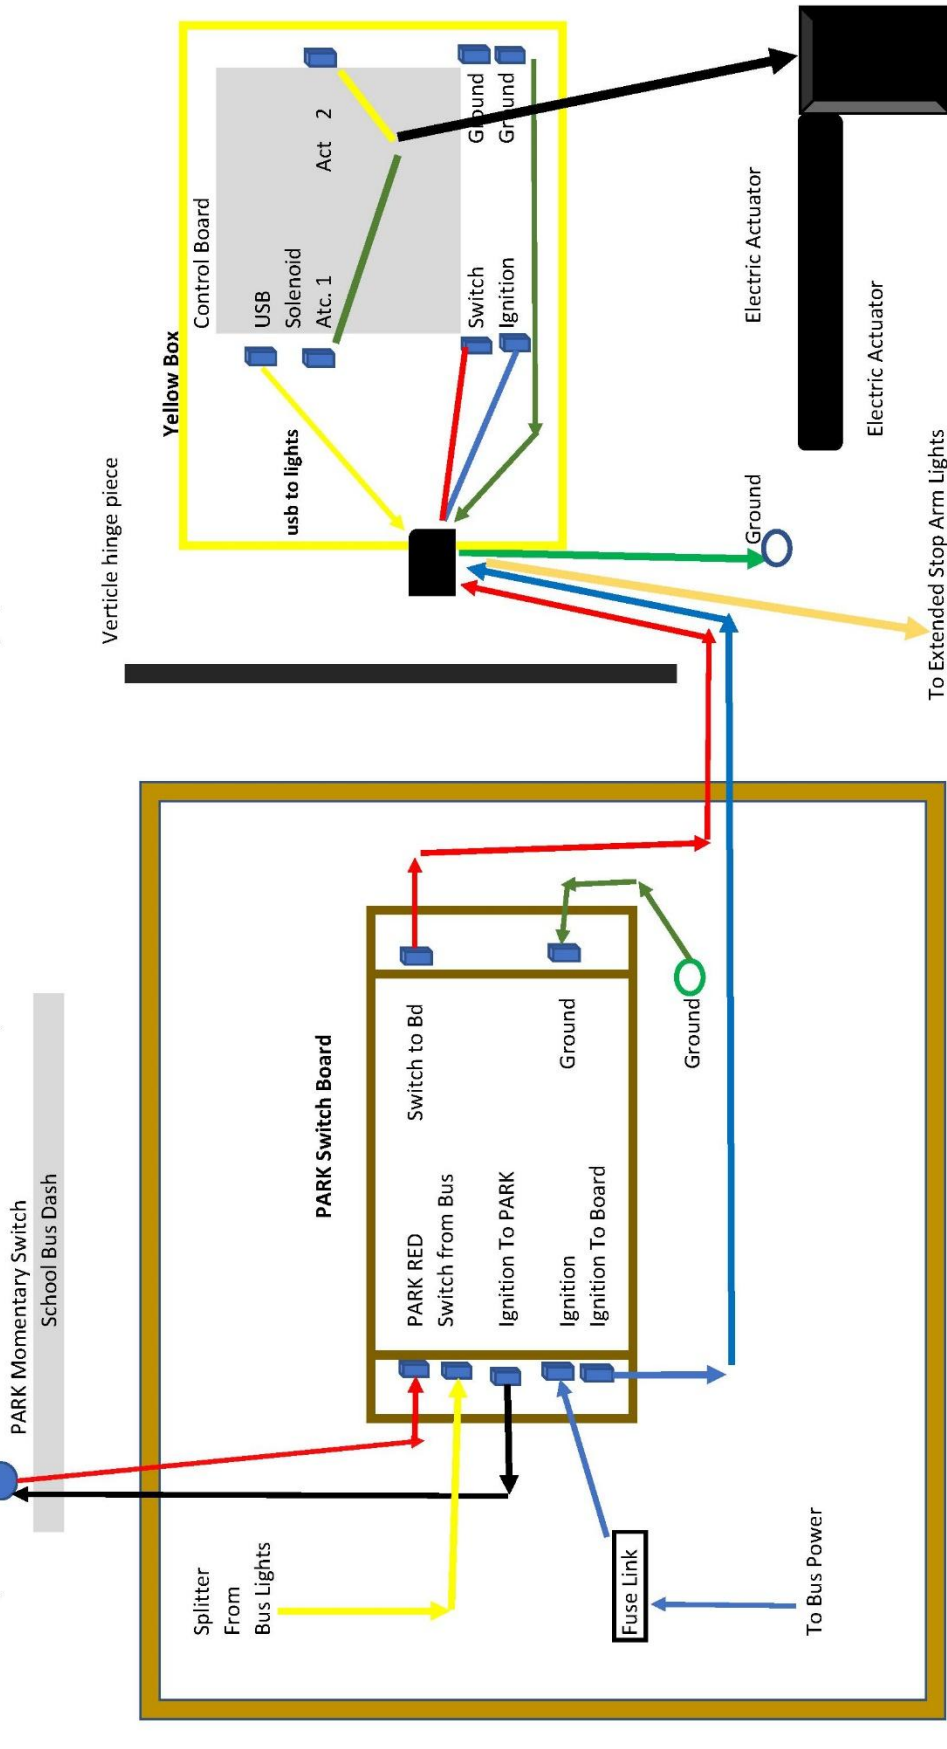 PARK Momentary Switch
School Bus Dash
Splitter
From
Bus Lights
PARK Switch Board
PARK RED
Switch from Bus
Ignition To PARK
Ignition
Ignition To Board
Switch to Bd
Ground
Ground
Fuse Link
To Bus Power
Verticle hinge piece
Yellow Box
Control Board
usb to lights
USB
Solenoid
Atc. 1
Act 2
Switch
Ignition
Ground
Ground
Ground
Electric Actuator
Electric Actuator
To Extended Stop Arm Lights